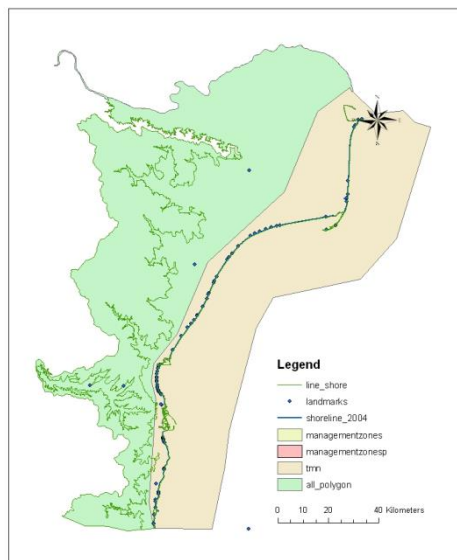 Legend
line_shore
landmarks
shoreline_2004
managementzones
managementzonesp
tmn
all_polygon
0 10 20 40 Kilometers